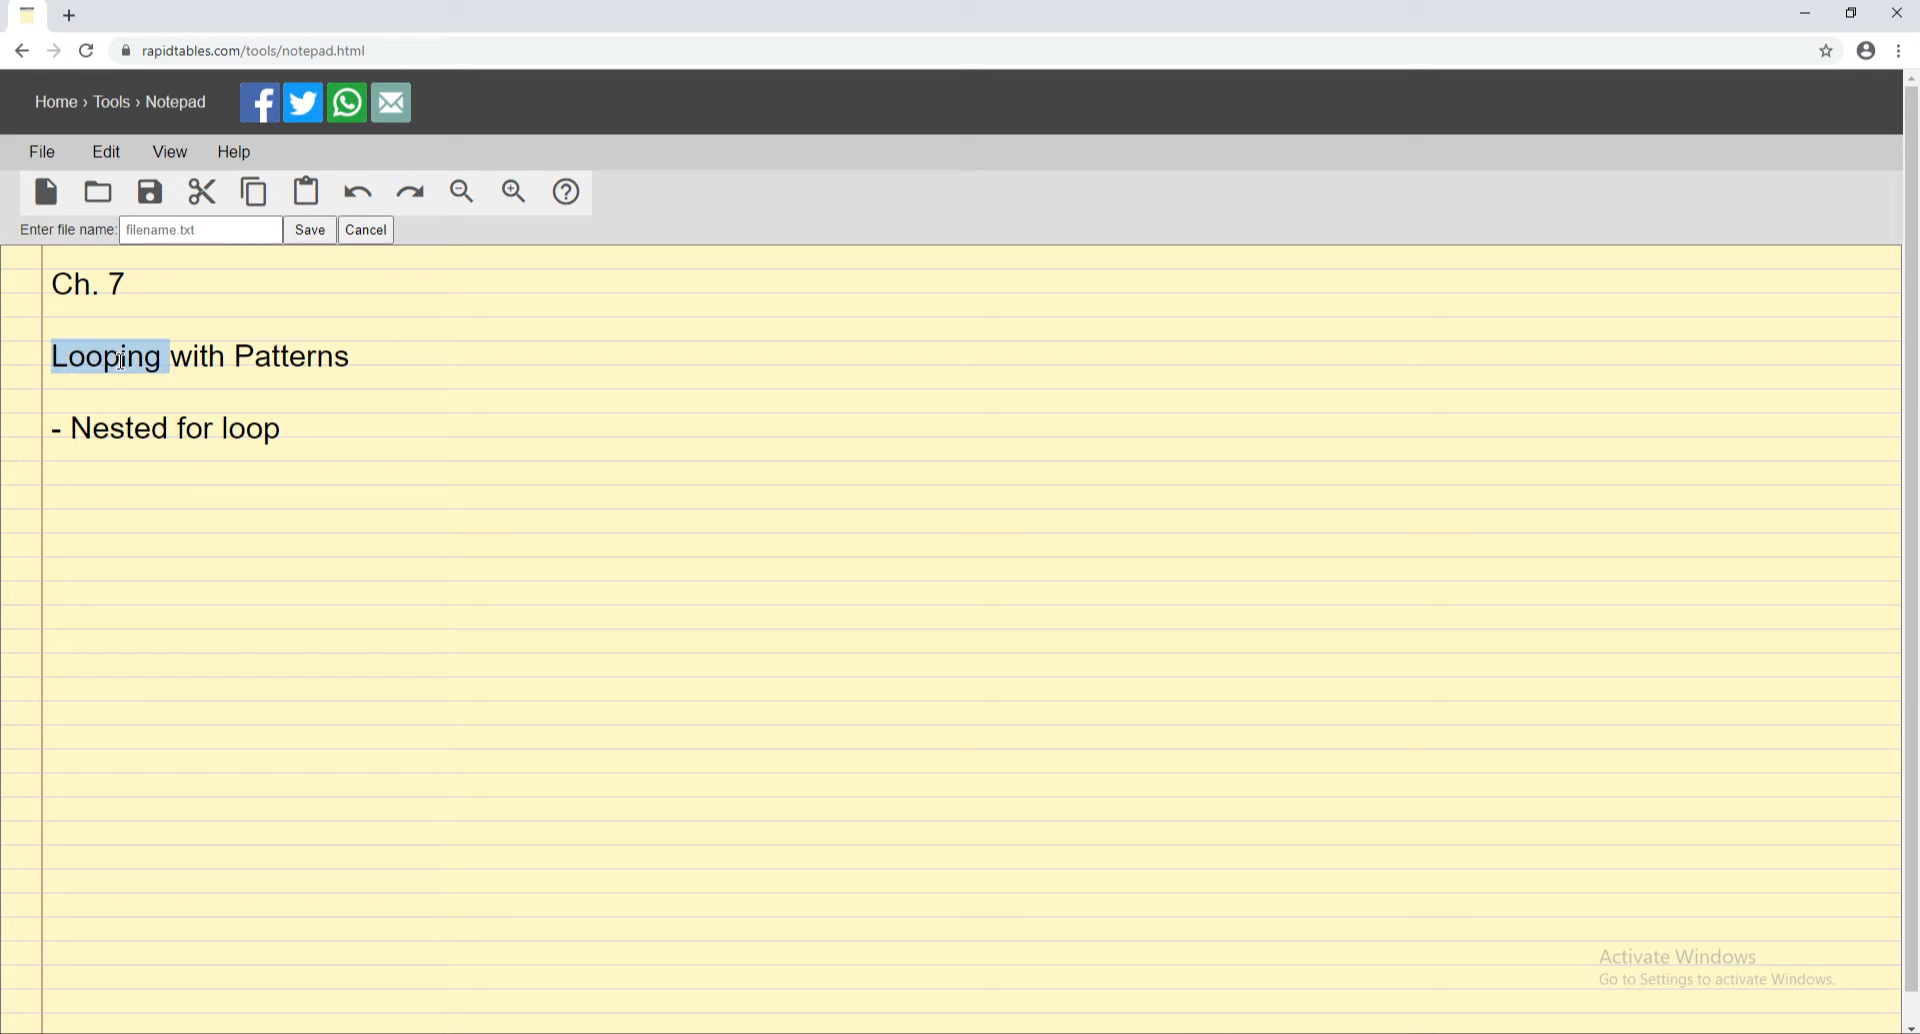 rapidtables.com/tools/notepad.html
Home › Tools › Notepad
File Edit View Help
Enter file name: filename.txt Save Cancel
Ch. 7
Looping with Patterns
- Nested for loop
Activate Windows
Go to Settings to activate Windows.